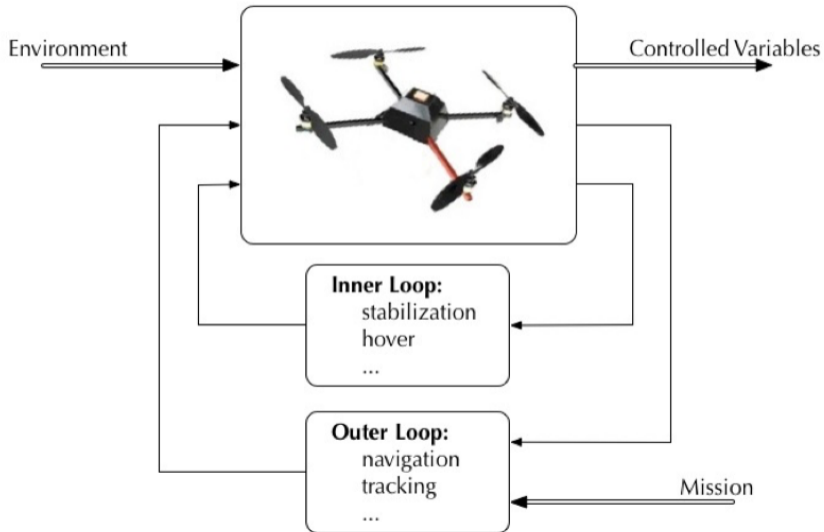 Environment
Controlled Variables
Inner Loop:
stabilization
hover
...
Outer Loop:
navigation
tracking
...
Mission